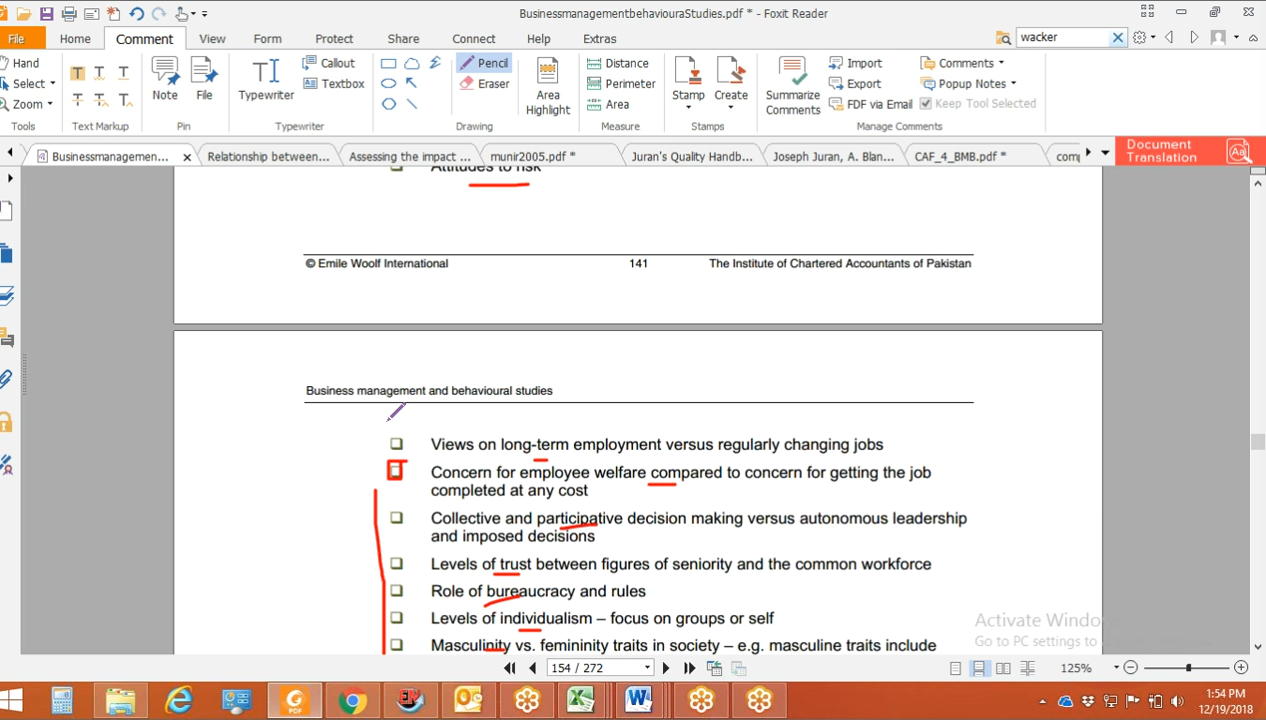 BusinessmanagementbehaviouraStudies.pdf * - Foxit Reader
File Home Comment View Form Protect Share Connect Help Extras
wacker
Hand
Select
Zoom
Tools
Text Markup
Note
File
Pin
Typewriter
Callout
Textbox
Typewriter
Pencil
Eraser
Drawing
Area
Highlight
Distance
Perimeter
Area
Measure
Stamp
Create
Stamps
Summarize
Comments
Import
Export
FDF via Email
Comments
Popup Notes
Keep Tool Selected
Manage Comments
Businessmanagemen... Relationship between... Assessing the impact ... munir2005.pdf * Juran's Quality Handb... Joseph Juran, A. Blan... CAF_4_BMB.pdf * comp
Document
Translation
Attitudes to risk
© Emile Woolf International 141 The Institute of Chartered Accountants of Pakistan
Business management and behavioural studies
Views on long-term employment versus regularly changing jobs
Concern for employee welfare compared to concern for getting the job
completed at any cost
Collective and participative decision making versus autonomous leadership
and imposed decisions
Levels of trust between figures of seniority and the common workforce
Role of bureaucracy and rules
Levels of individualism – focus on groups or self
Masculinity vs. femininity traits in society – e.g. masculine traits include
Activate Windo
Go to PC settings to
154 / 272
125%
1:54 PM
12/19/2018